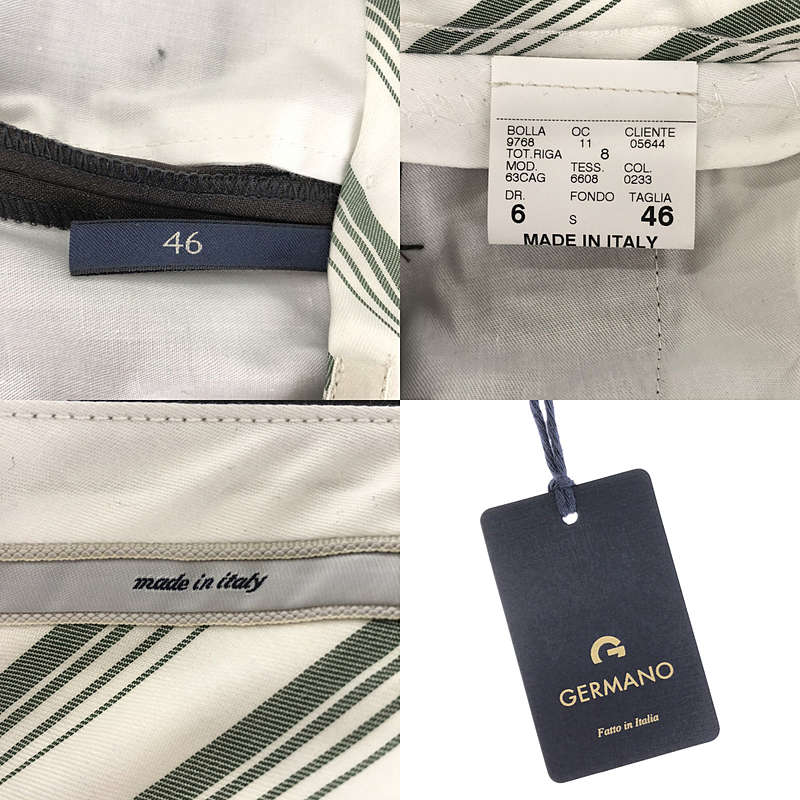 46
BOLLA OC CLIENTE
9768 11 05644
TOT.RIGA 8
MOD. TESS. COL.
63CAG 6608 0233
DR. FONDO TAGLIA
6 S 46
MADE IN ITALY
made in italy
G
GERMANO
Fatto in Italia